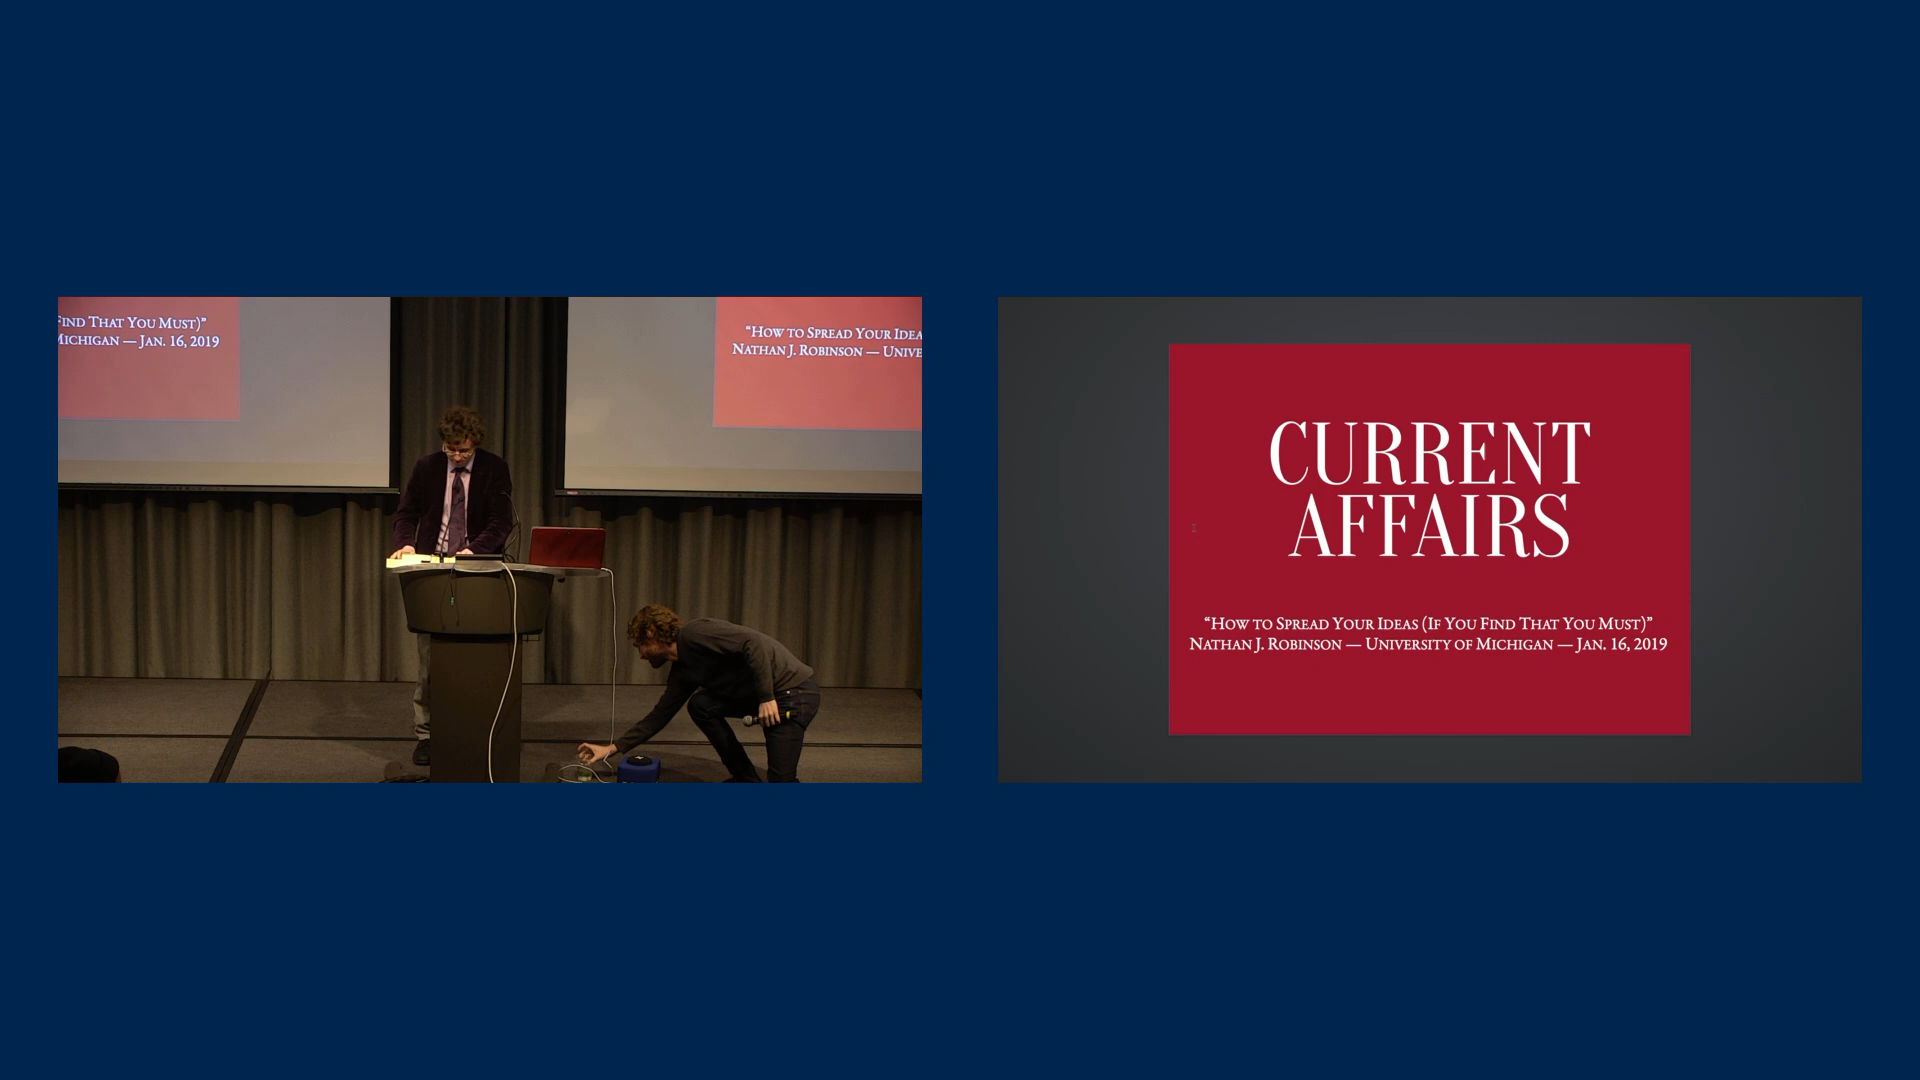 Find That You Must)”
Michigan — Jan. 16, 2019
“How to Spread Your Idea
Nathan J. Robinson — Unive
CURRENT
AFFAIRS
“How to Spread Your Ideas (If You Find That You Must)”
Nathan J. Robinson — University of Michigan — Jan. 16, 2019